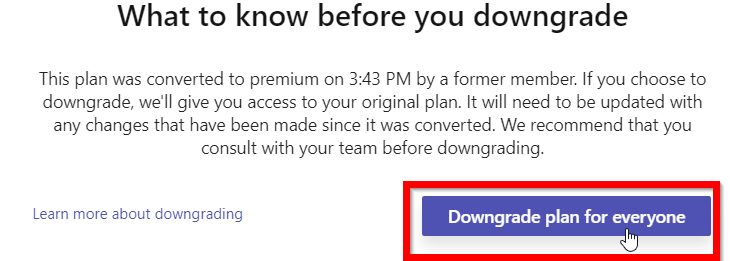 What to know before you downgrade
This plan was converted to premium on 3:43 PM by a former member. If you choose to
downgrade, we'll give you access to your original plan. It will need to be updated with
any changes that have been made since it was converted. We recommend that you
consult with your team before downgrading.
Learn more about downgrading
Downgrade plan for everyone